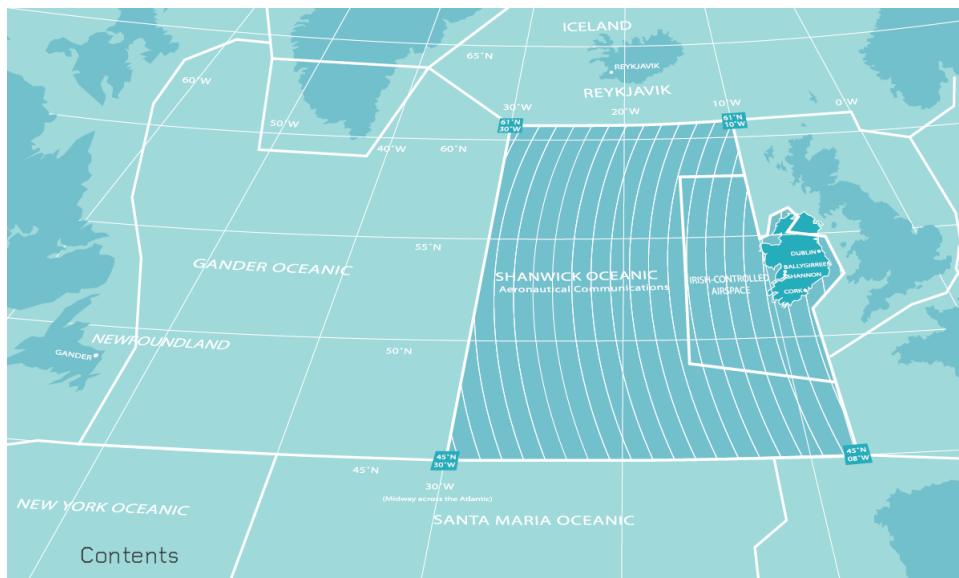 ICELAND
65°N
REYKJAVIK
60°W
REYKJAVIK
30°W
20°W
10°W
0°W
61°N
30°W
61°N
10°W
50°W
40°W
60°N
55°N
DUBLIN
GANDER OCEANIC
SHANWICK OCEANIC
Aeronautical Communications
IRISH-CONTROLLED
AIRSPACE
BALLYGIRREEN
SHANNON
CORK
NEWFOUNDLAND
GANDER
50°N
45°N
30°W
45°N
08°W
45°N
30°W
(Midway across the Atlantic)
NEW YORK OCEANIC
SANTA MARIA OCEANIC
Contents